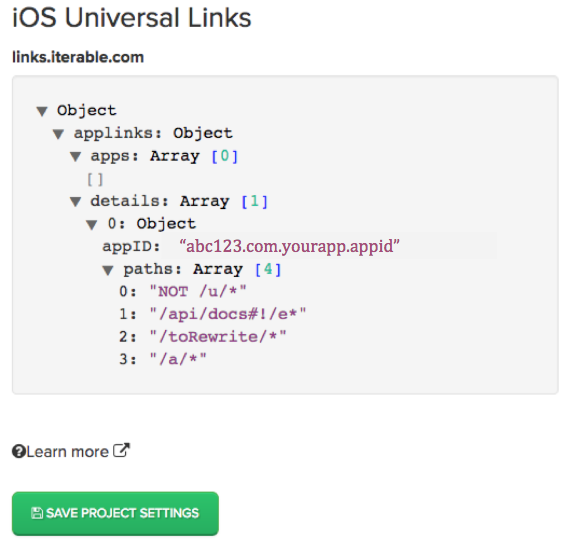 iOS Universal Links
links.iterable.com
▼ Object
▼ applinks: Object
▼ apps: Array [0]
[]
▼ details: Array [1]
▼ 0: Object
appID: “abc123.com.yourapp.appid”
▼ paths: Array [4]
0: "NOT /u/*"
1: "/api/docs#!/e*"
2: "/toRewrite/*"
3: "/a/*"
Learn more
SAVE PROJECT SETTINGS